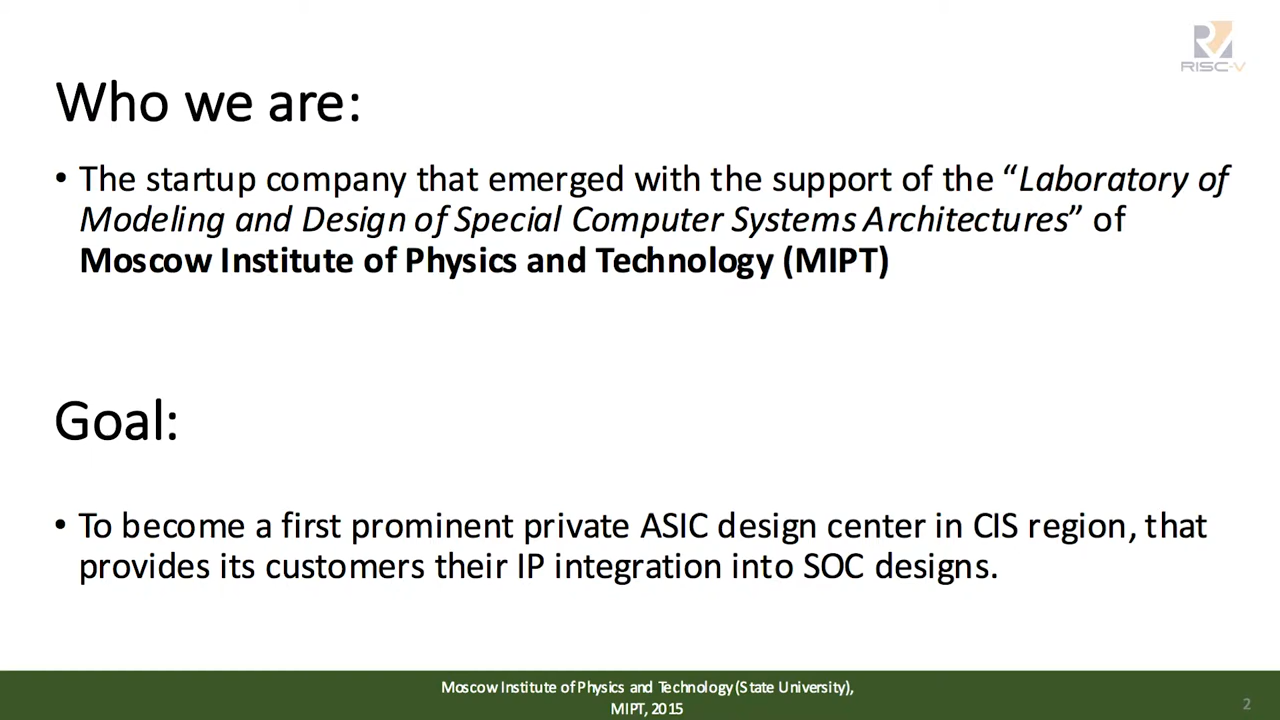 RISC-V
Who we are:
• The startup company that emerged with the support of the “Laboratory of
Modeling and Design of Special Computer Systems Architectures” of
Moscow Institute of Physics and Technology (MIPT)
Goal:
• To become a first prominent private ASIC design center in CIS region, that
provides its customers their IP integration into SOC designs.
Moscow Institute of Physics and Technology (State University),
MIPT, 2015
2